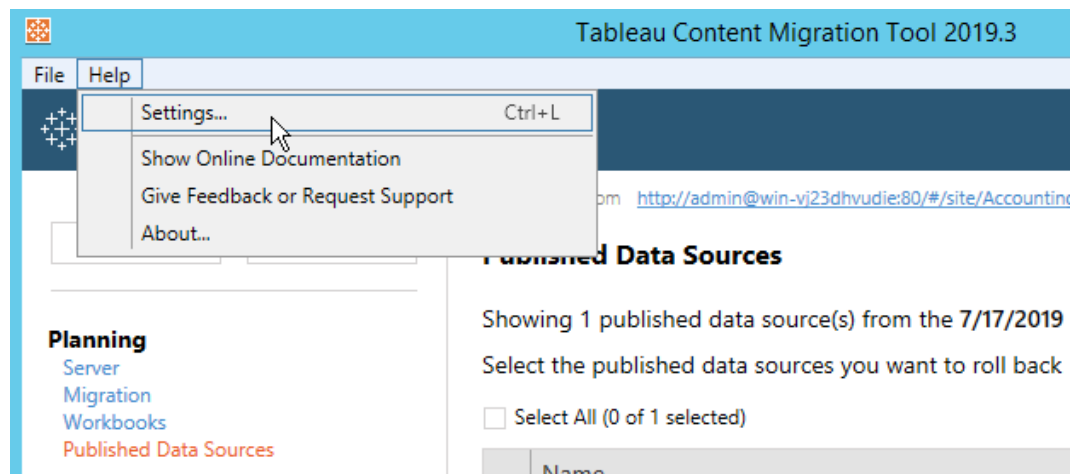 Tableau Content Migration Tool 2019.3
File Help
Settings... Ctrl+L
Show Online Documentation
Give Feedback or Request Support
About...
http://admin@win-vj23dhvudie:80/#/site/Accounting
Published Data Sources
Showing 1 published data source(s) from the 7/17/2019
Select the published data sources you want to roll back
Select All (0 of 1 selected)
Name
Planning
Server
Migration
Workbooks
Published Data Sources